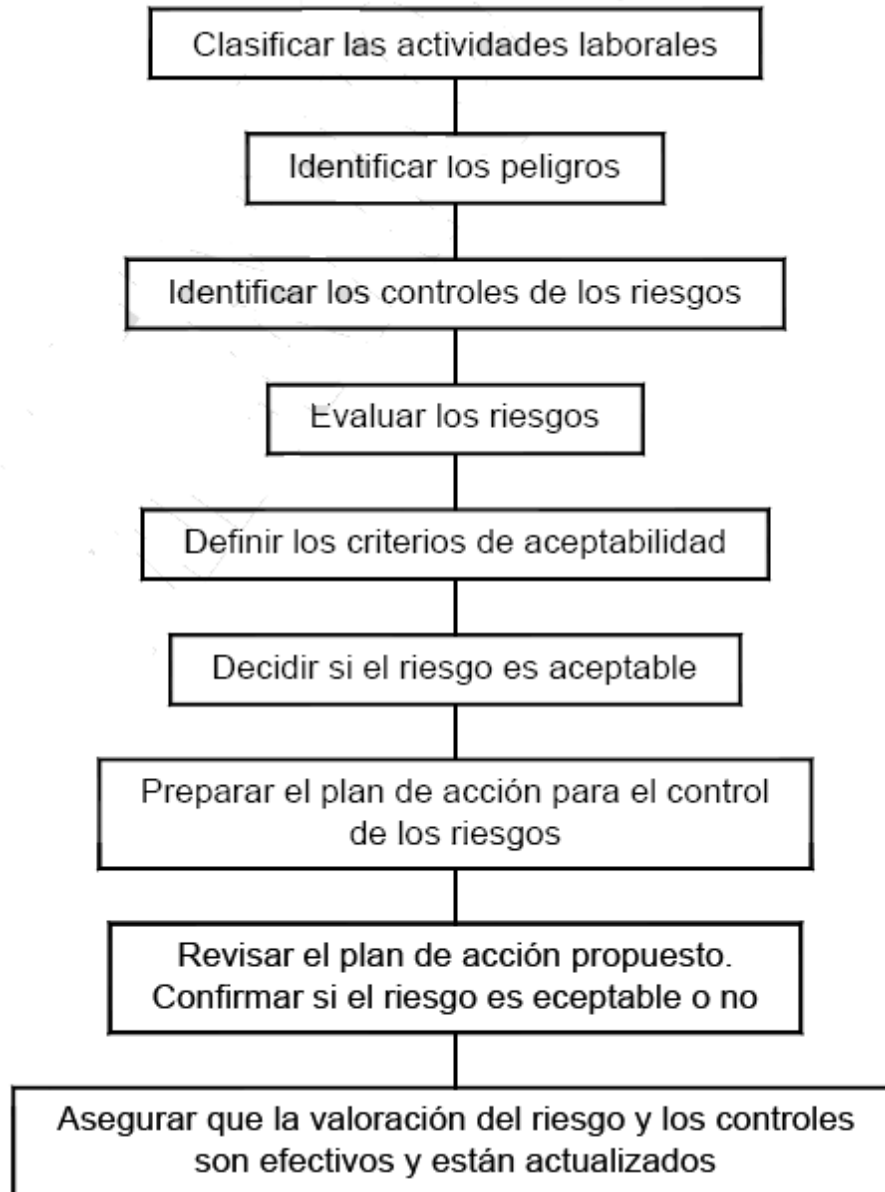 Clasificar las actividades laborales
Identificar los peligros
Identificar los controles de los riesgos
Evaluar los riesgos
Definir los criterios de aceptabilidad
Decidir si el riesgo es aceptable
Preparar el plan de acción para el control
de los riesgos
Revisar el plan de acción propuesto.
Confirmar si el riesgo es eceptable o no
Asegurar que la valoración del riesgo y los controles
son efectivos y están actualizados